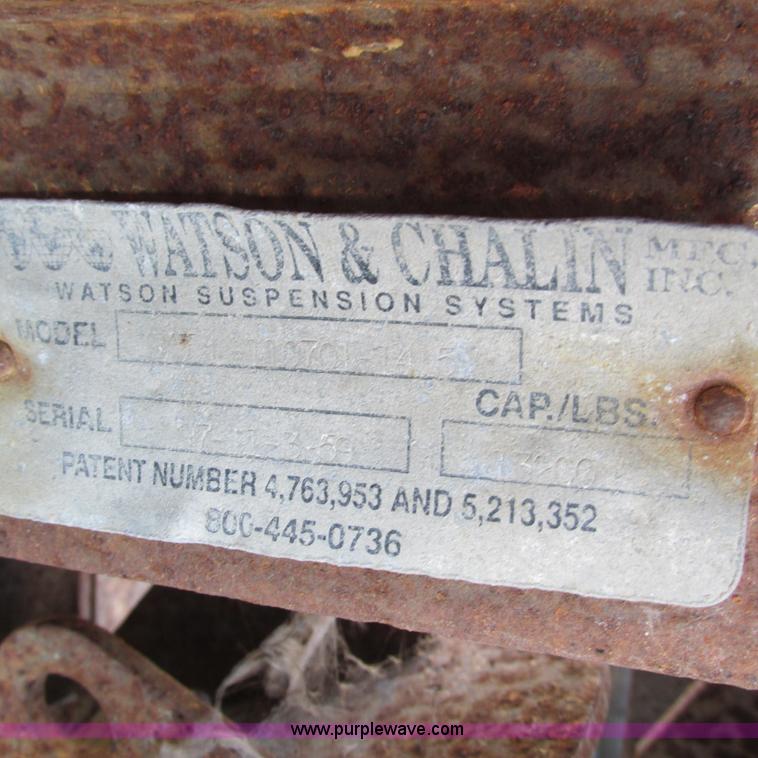 WATSON & CHALIN MFG. INC.
WATSON SUSPENSION SYSTEMS
MODEL
CAP./LBS.
SERIAL
PATENT NUMBER 4,763,953 AND 5,213,352
800-445-0736
www.purplewave.com